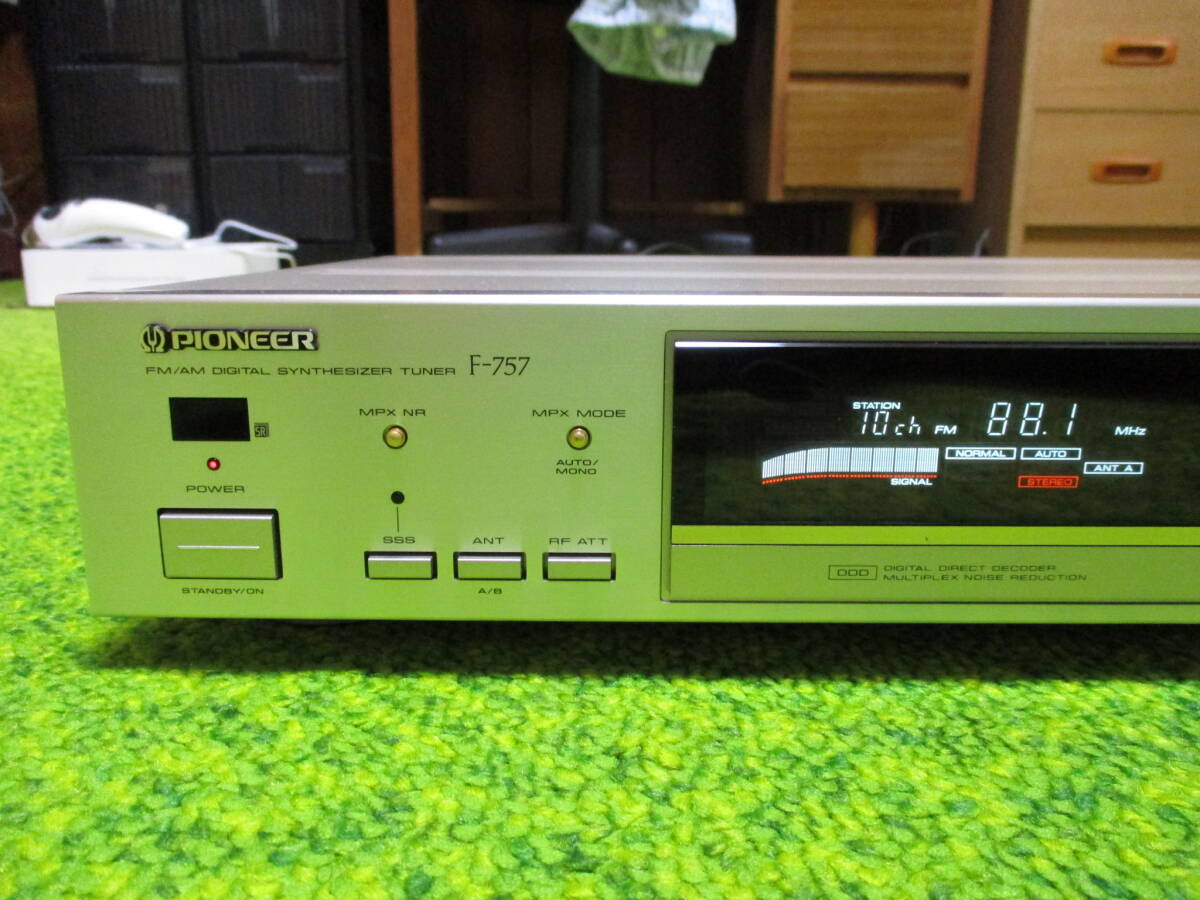 PIONEER
FM/AM DIGITAL SYNTHESIZER TUNER F-757
SR
POWER
STANDBY/ON
MPX NR
MPX MODE
AUTO/
MONO
SSS
ANT
A/B
RF ATT
STATION
10ch FM 88.1 MHz
NORMAL AUTO
ANT A
SIGNAL
STEREO
DDD DIGITAL DIRECT DECODER
MULTIPLEX NOISE REDUCTION